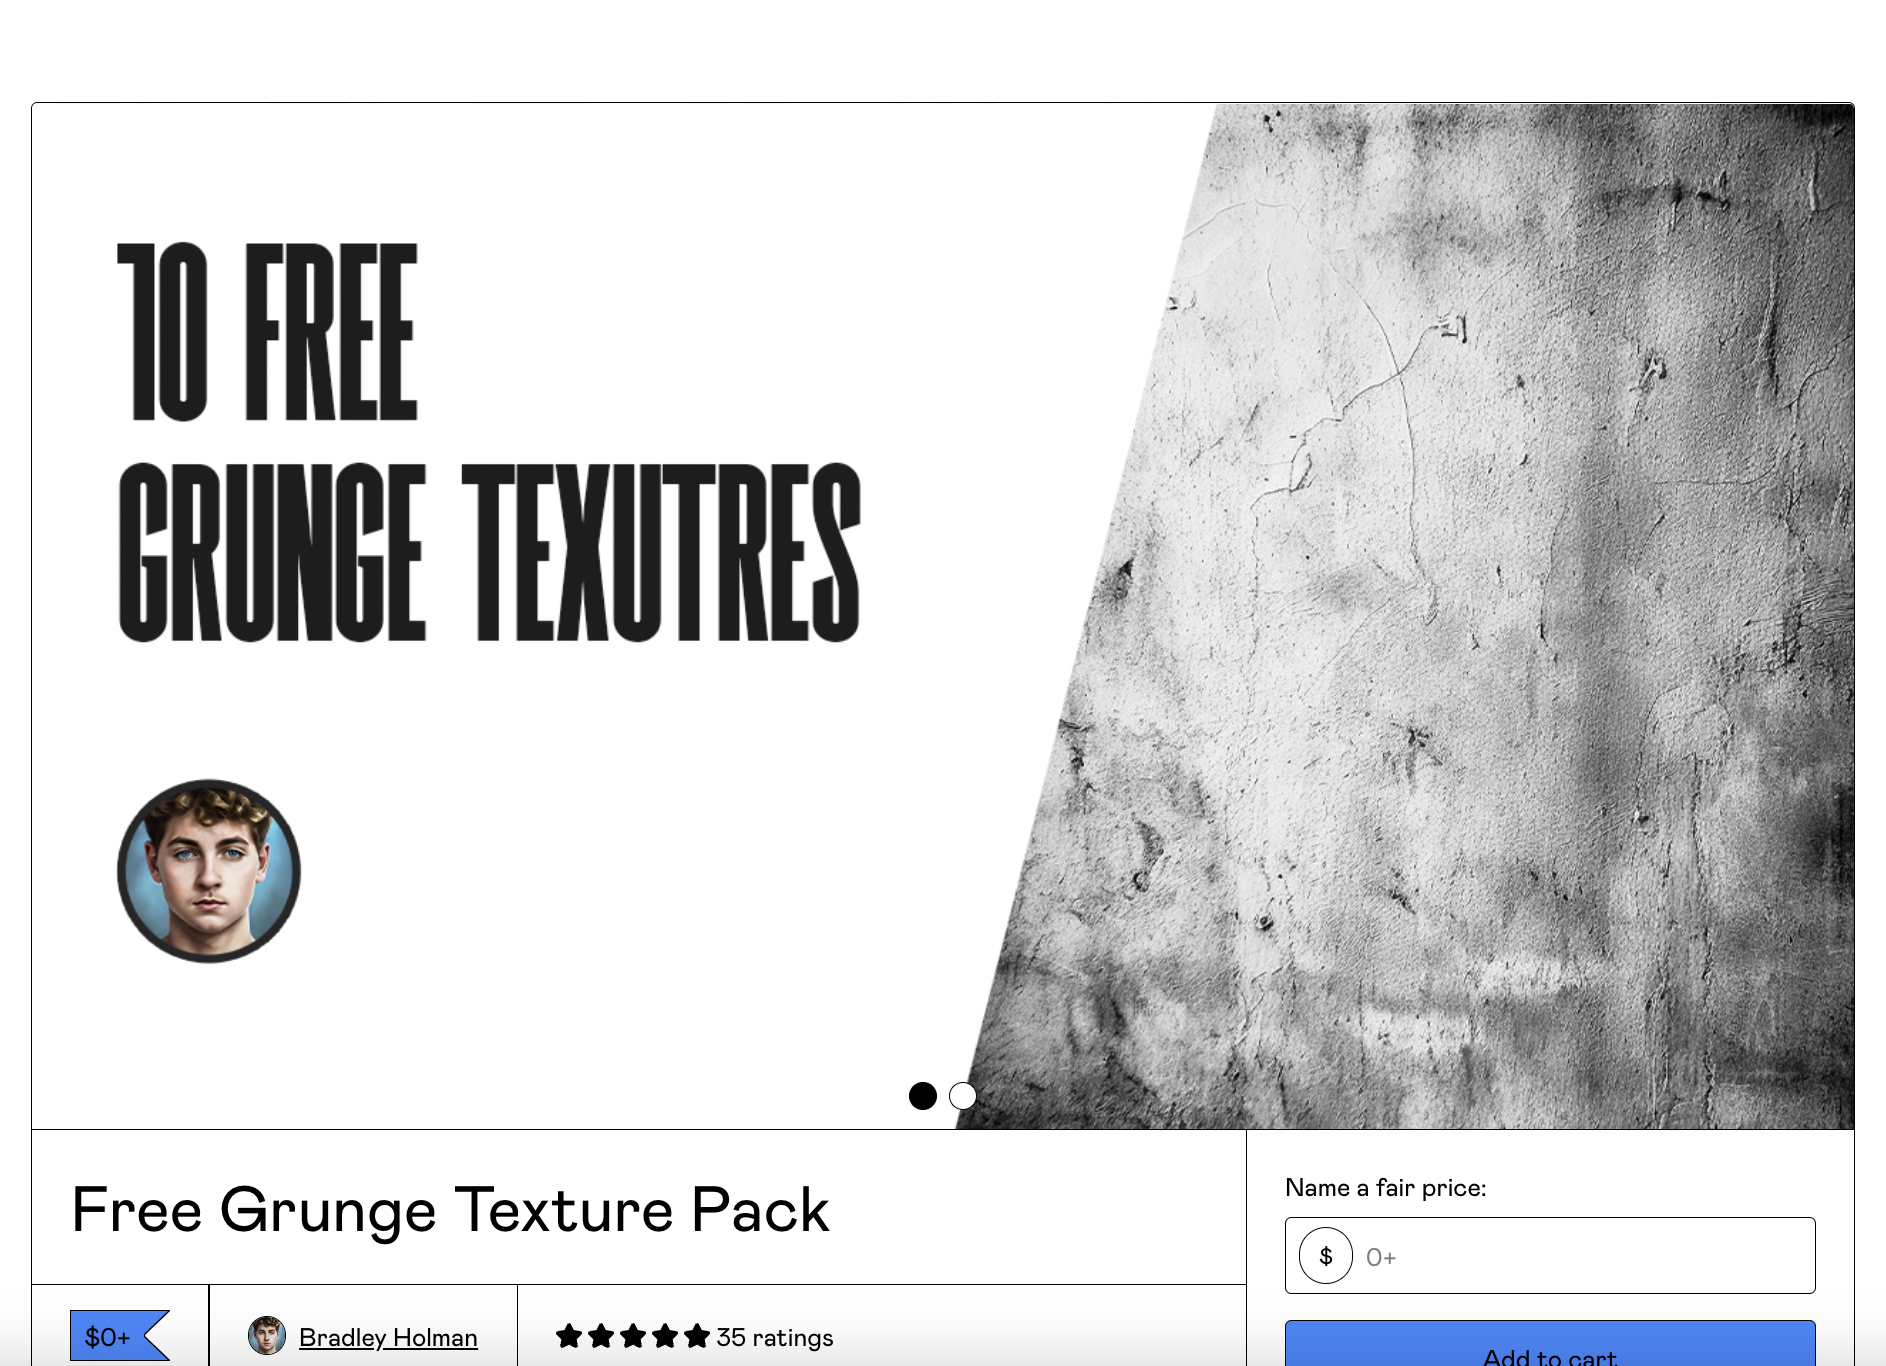 10 FREE
GRUNGE TEXUTRES
Free Grunge Texture Pack
Name a fair price:
$ 0+
$0+
Bradley Holman
35 ratings
Add to cart